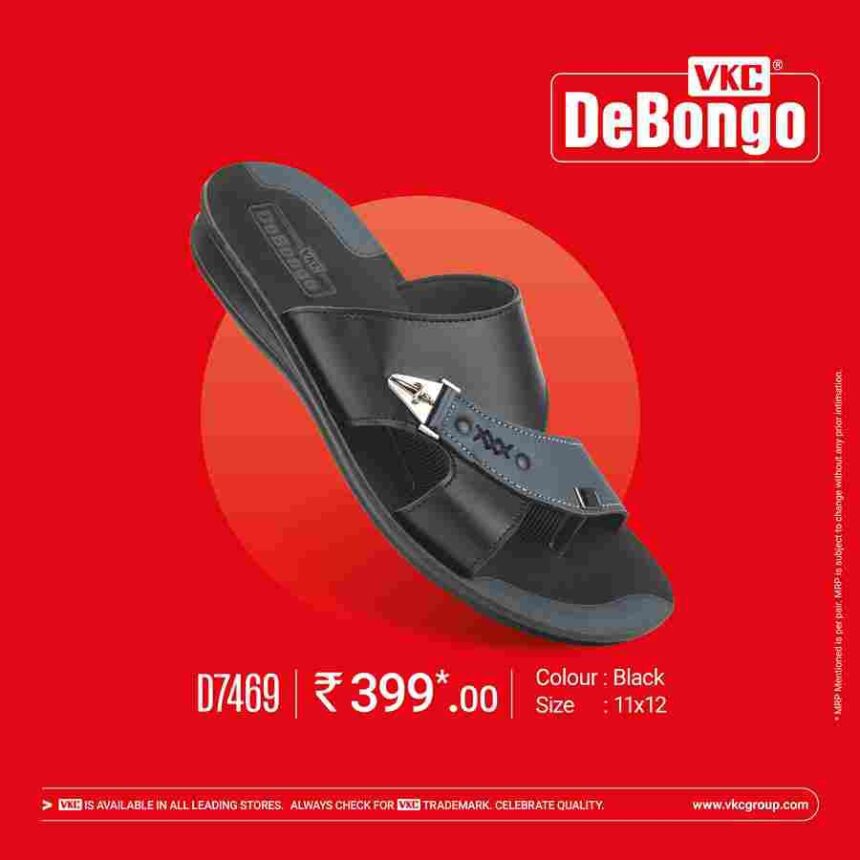 VKC®
DeBongo
VKC
DeBongo
D7469
₹ 399*.00
Colour : Black
Size : 11x12
* MRP Mentioned is per pair. MRP is subject to change without any prior intimation.
> VKC IS AVAILABLE IN ALL LEADING STORES. ALWAYS CHECK FOR VKC TRADEMARK. CELEBRATE QUALITY.
www.vkcgroup.com